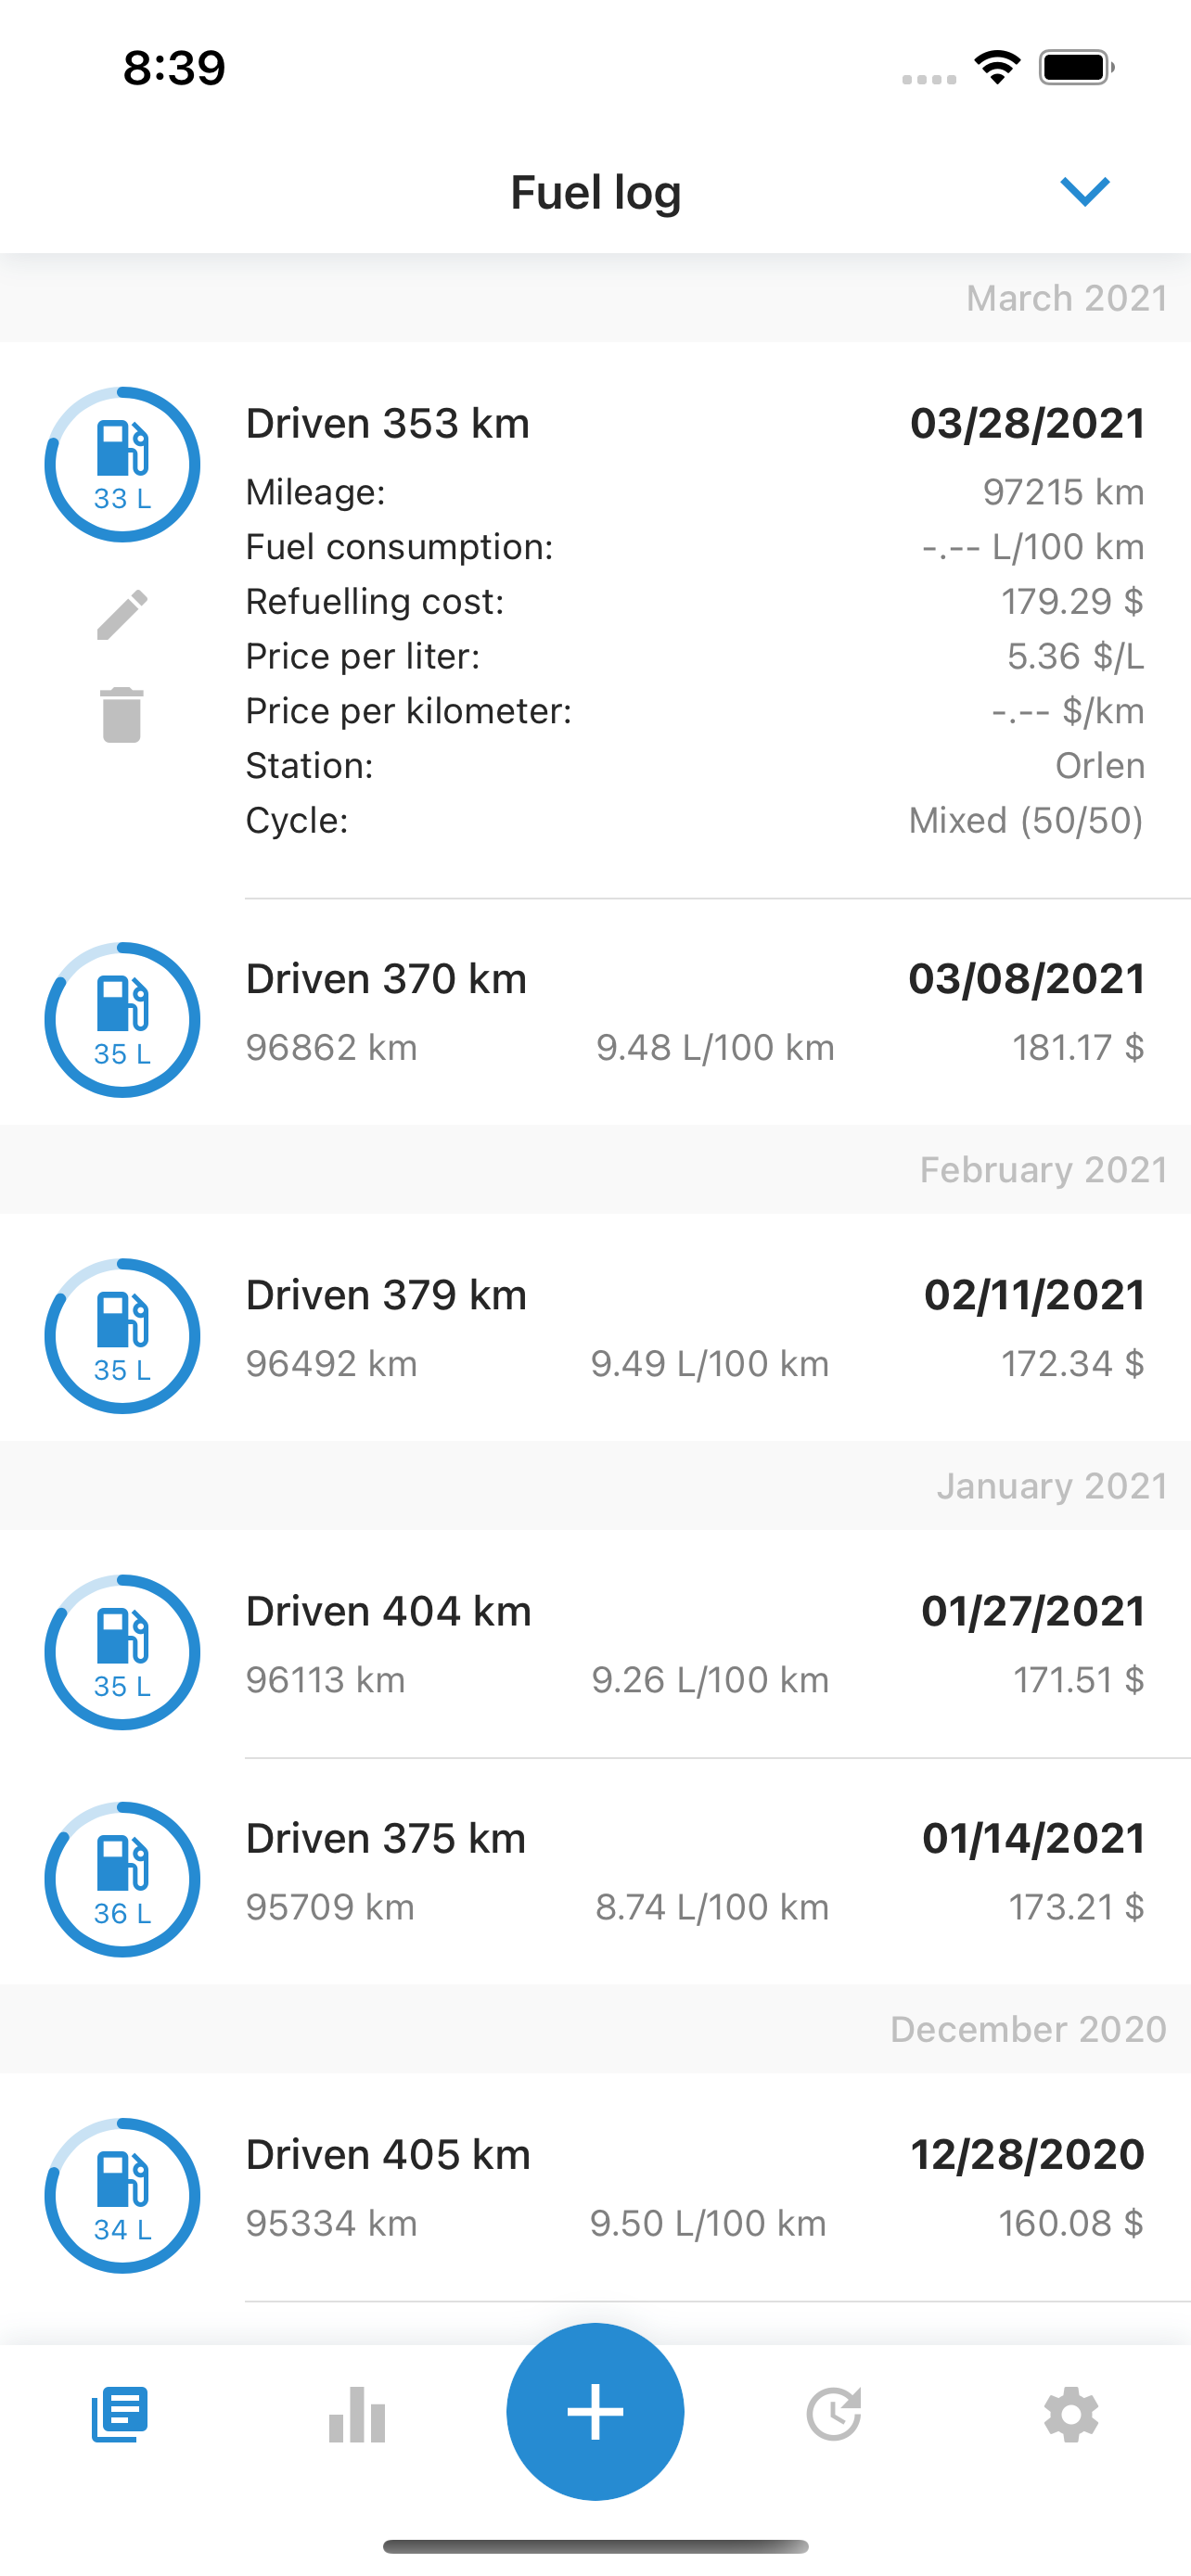 8:39
Fuel log
March 2021
Driven 353 km 03/28/2021
33 L
Mileage: 97215 km
Fuel consumption: -.-- L/100 km
Refuelling cost: 179.29 $
Price per liter: 5.36 $/L
Price per kilometer: -.-- $/km
Station: Orlen
Cycle: Mixed (50/50)
Driven 370 km 03/08/2021
35 L
96862 km 9.48 L/100 km 181.17 $
February 2021
Driven 379 km 02/11/2021
35 L
96492 km 9.49 L/100 km 172.34 $
January 2021
Driven 404 km 01/27/2021
35 L
96113 km 9.26 L/100 km 171.51 $
Driven 375 km 01/14/2021
36 L
95709 km 8.74 L/100 km 173.21 $
December 2020
Driven 405 km 12/28/2020
34 L
95334 km 9.50 L/100 km 160.08 $